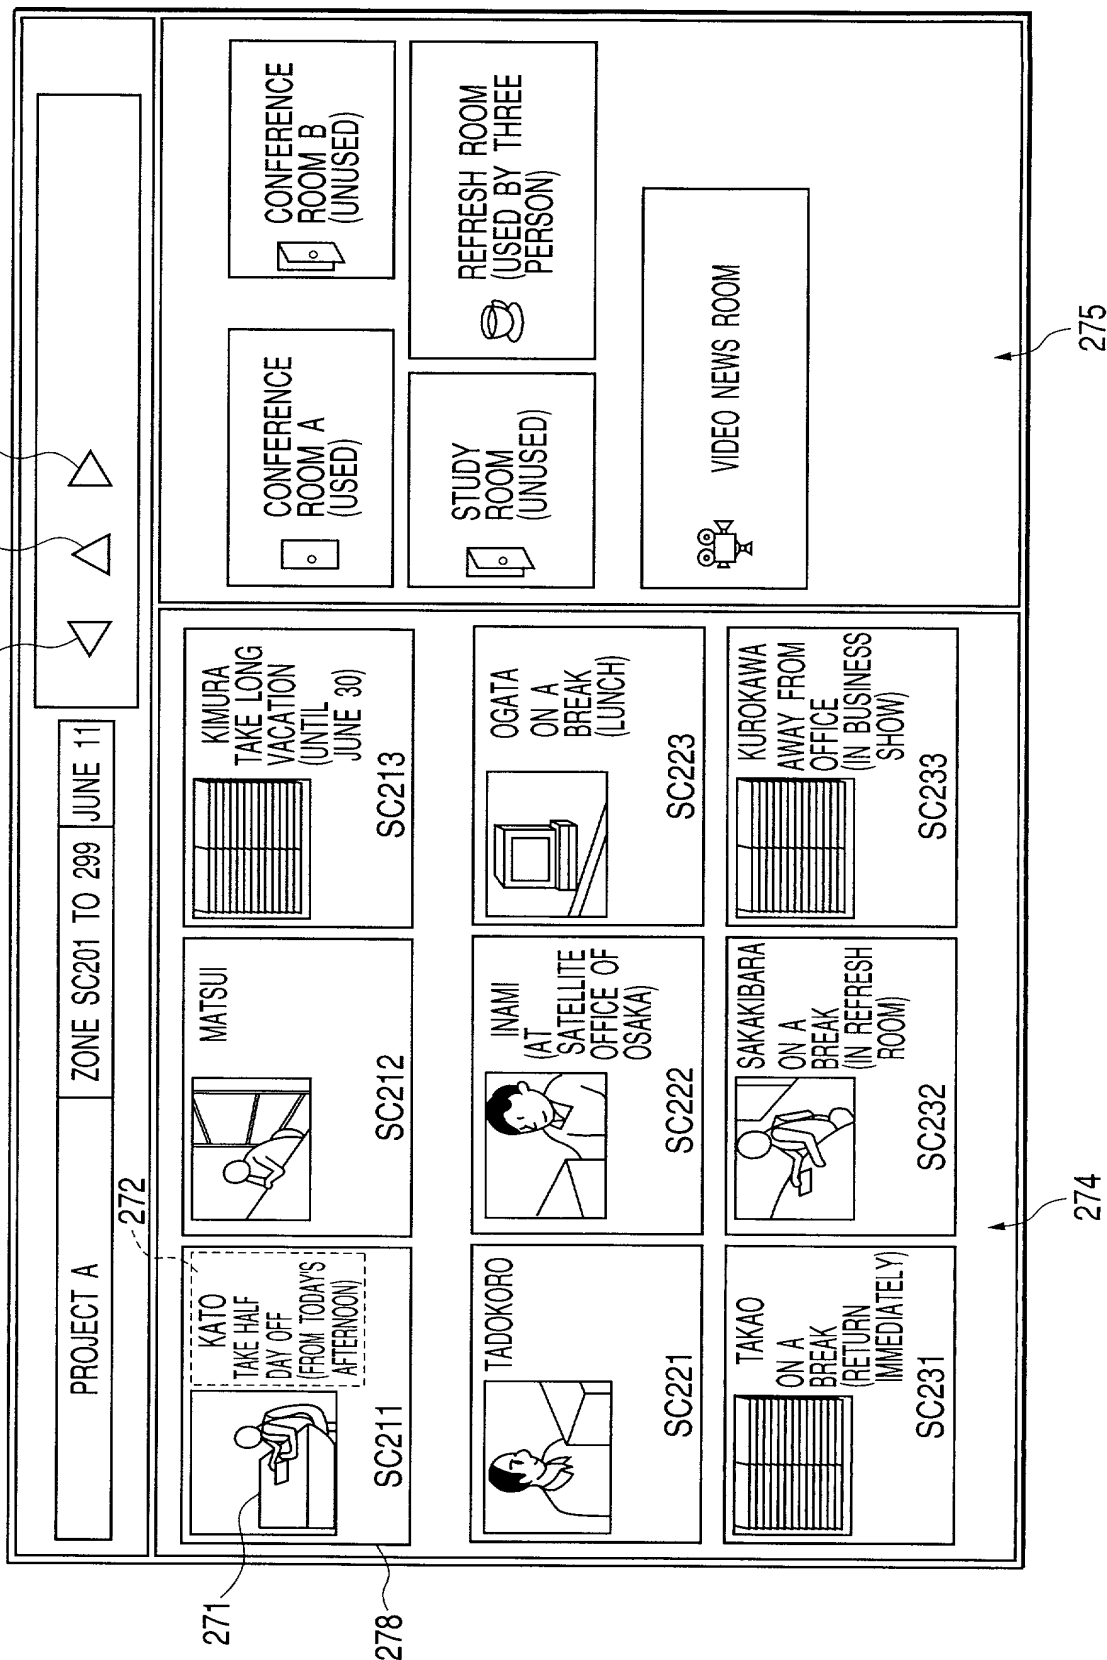 PROJECT A
ZONE SC201 TO 299
JUNE 11
272
KATO
TAKE HALF
DAY OFF
(FROM TODAY'S
AFTERNOON)
SC211
MATSUI
SC212
KIMURA
TAKE LONG
VACATION
(UNTIL
JUNE 30)
SC213
TADOKORO
SC221
INAMI
(AT
SATELLITE
OFFICE OF
OSAKA)
SC222
OGATA
ON A
BREAK
(LUNCH)
SC223
TAKAO
ON A
BREAK
(RETURN
IMMEDIATELY)
SC231
SAKAKIBARA
ON A
BREAK
(IN REFRESH
ROOM)
SC232
KUROKAWA
AWAY FROM
OFFICE
(IN BUSINESS
SHOW)
SC233
CONFERENCE
ROOM A
(USED)
CONFERENCE
ROOM B
(UNUSED)
STUDY
ROOM
(UNUSED)
REFRESH ROOM
(USED BY THREE
PERSON)
VIDEO NEWS ROOM
271
278
274
275